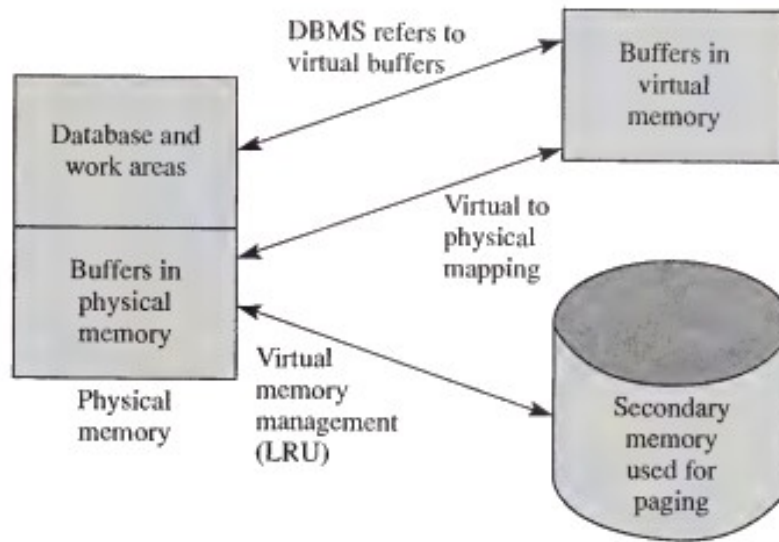 DBMS refers to
virtual buffers
Buffers in
virtual
memory
Database and
work areas
Virtual to
physical
mapping
Buffers in
physical
memory
Physical
memory
Virtual
memory
management
(LRU)
Secondary
memory
used for
paging